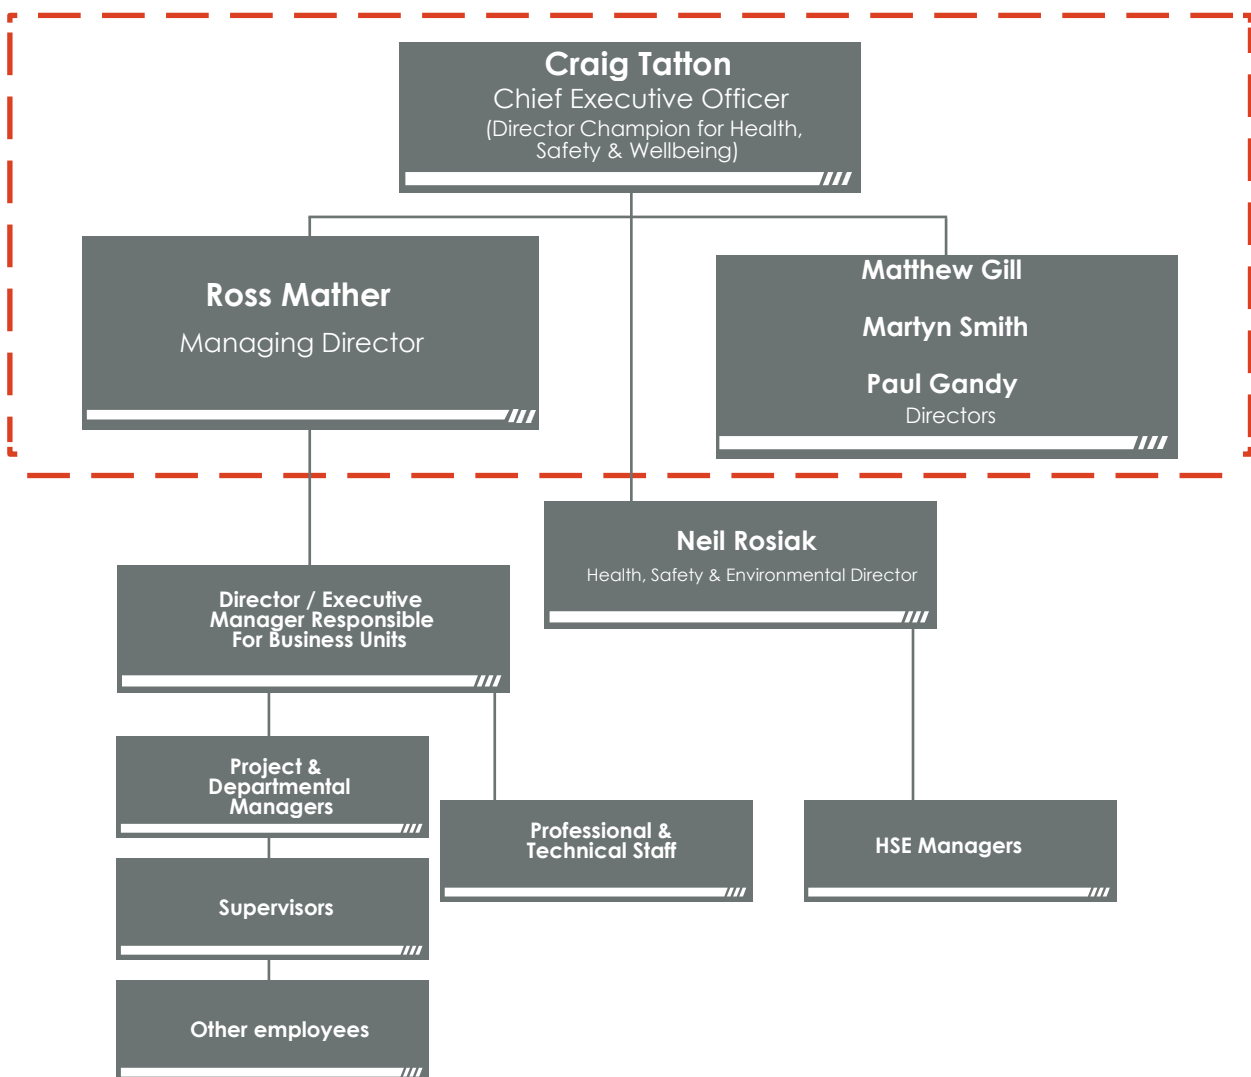 Craig Tatton
Chief Executive Officer
(Director Champion for Health,
Safety & Wellbeing)
Ross Mather
Managing Director
Matthew Gill
Martyn Smith
Paul Gandy
Directors
Neil Rosiak
Health, Safety & Environmental Director
Director / Executive
Manager Responsible
For Business Units
Project &
Departmental
Managers
Professional &
Technical Staff
HSE Managers
Supervisors
Other employees